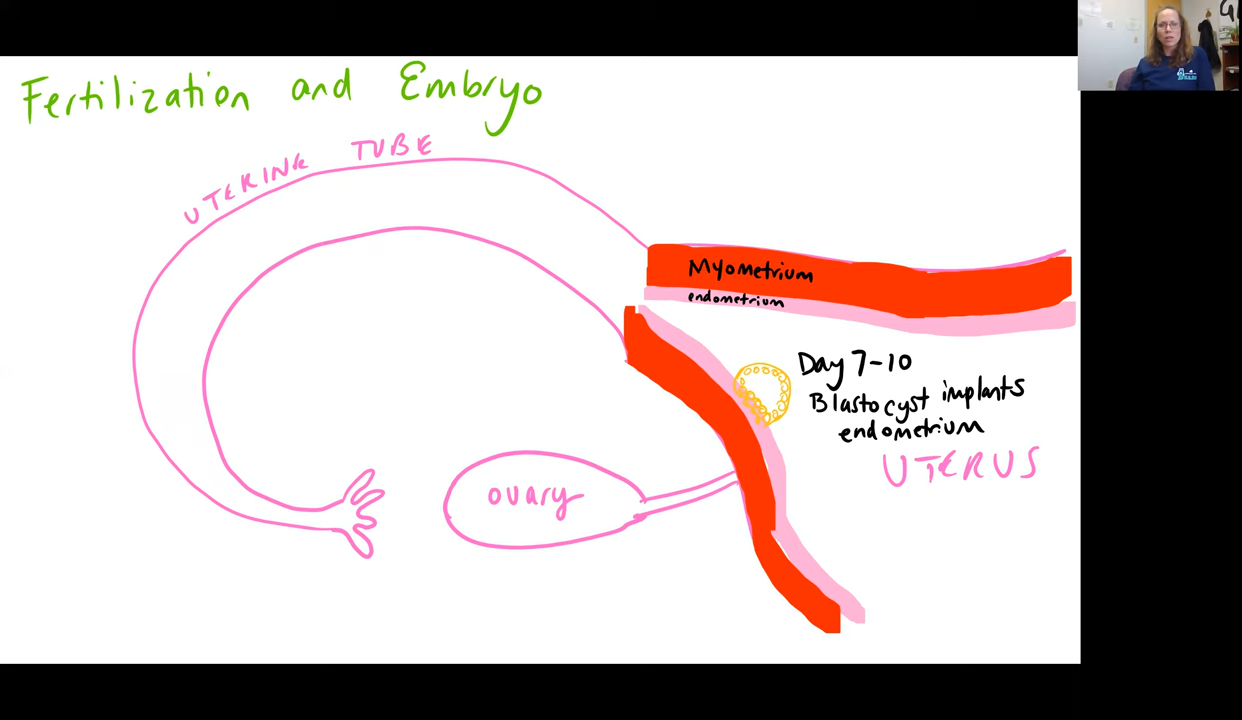 Fertilization and Embryo
UTERINE TUBE
Myometrium
endometrium
Day 7-10
Blastocyst implants
endometrium
UTERUS
ovary